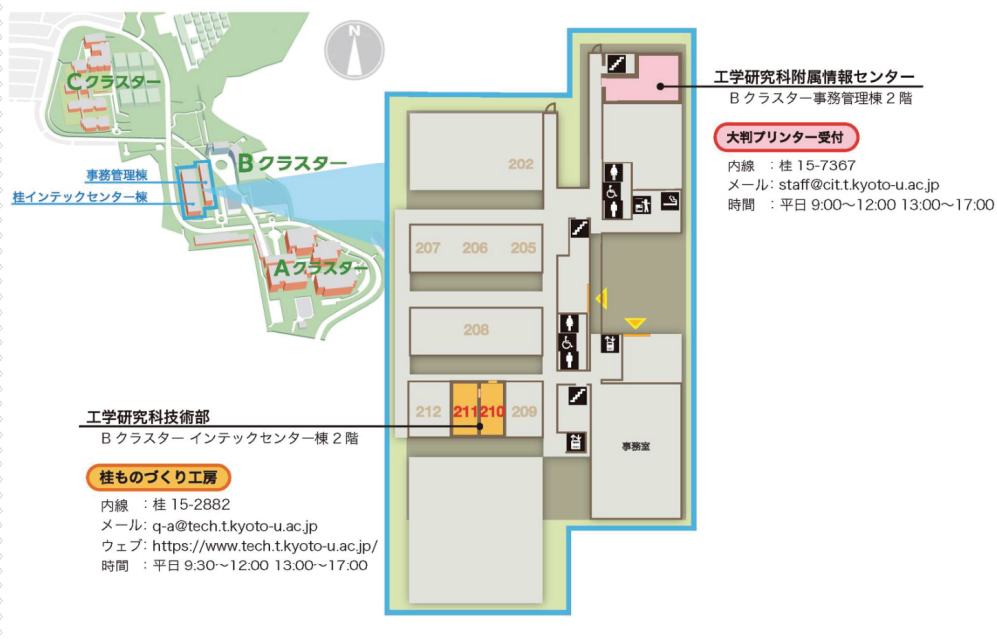 N
Cクラスター
Bクラスター
事務管理棟
桂インテックセンター棟
Aクラスター
202
207 206 205
208
212 211 210 209
事務室
工学研究科附属情報センター
Bクラスター事務管理棟2階
大判プリンター受付
内線 :桂 15-7367
メール: staff@cit.t.kyoto-u.ac.jp
時間 :平日 9:00〜12:00 13:00〜17:00
工学研究科技術部
Bクラスター インテックセンター棟2階
桂ものづくり工房
内線 :桂 15-2882
メール: q-a@tech.t.kyoto-u.ac.jp
ウェブ: https://www.tech.t.kyoto-u.ac.jp/
時間 :平日 9:30〜12:00 13:00〜17:00